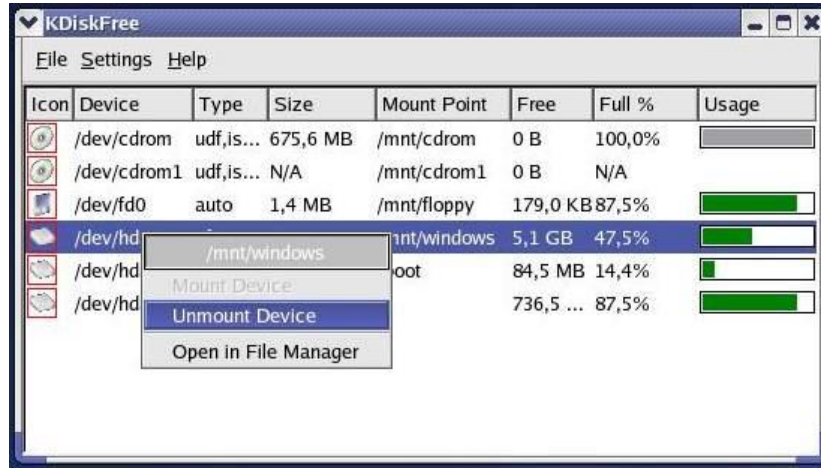 KDiskFree
File Settings Help
Icon Device Type Size Mount Point Free Full % Usage
/dev/cdrom udf,is... 675,6 MB /mnt/cdrom 0 B 100,0%
/dev/cdrom1 udf,is... N/A /mnt/cdrom1 0 B N/A
/dev/fd0 auto 1,4 MB /mnt/floppy 179,0 KB 87,5%
/dev/hd /mnt/windows 5,1 GB 47,5%
/mnt/windows
/dev/hd oot 84,5 MB 14,4%
Mount Device
/dev/hd 736,5 ... 87,5%
Unmount Device
Open in File Manager